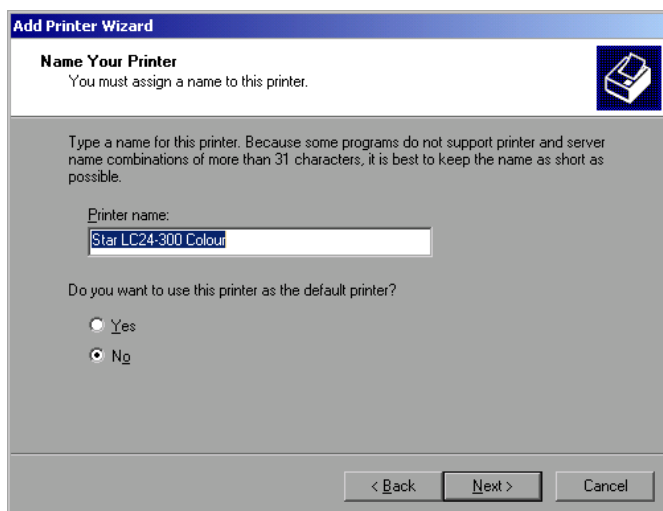 Add Printer Wizard
Name Your Printer
You must assign a name to this printer.
Type a name for this printer. Because some programs do not support printer and server
name combinations of more than 31 characters, it is best to keep the name as short as
possible.
Printer name:
Star LC24-300 Colour
Do you want to use this printer as the default printer?
Yes
No
< Back
Next >
Cancel